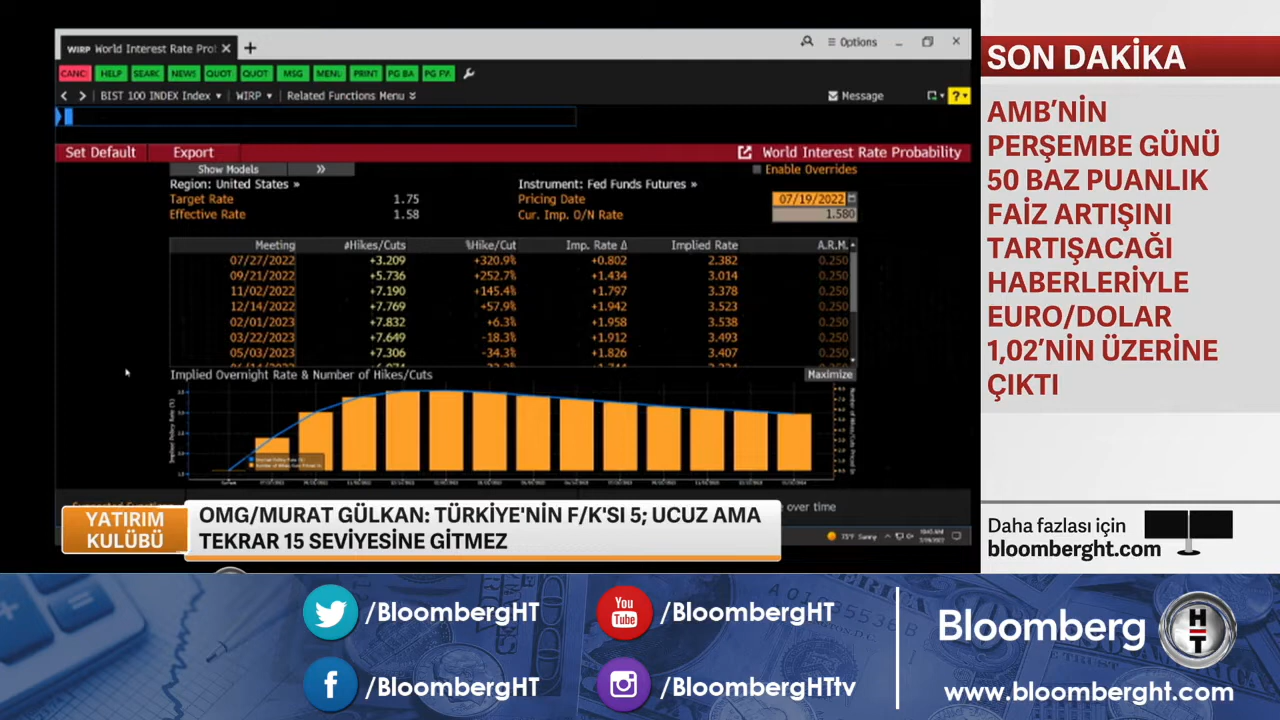 WIRP World Interest Rate Pro
Options
CANC HELP SEARC NEWS QUOT QUOT MSG MENU PRINT PG BA PG FW
BIST 100 INDEX Index WIRP Related Functions Menu
Message
?
Set Default Export World Interest Rate Probability
Show Models » Enable Overrides
Region: United States » Instrument: Fed Funds Futures »
Target Rate 1.75 Pricing Date 07/19/2022
Effective Rate 1.58 Cur. Imp. O/N Rate 1.580
Meeting #Hikes/Cuts %Hike/Cut Imp. Rate Δ Implied Rate A.R.M.
07/27/2022 +3.209 +320.9% +0.802 2.382 0.250
09/21/2022 +5.736 +252.7% +1.434 3.014 0.250
11/02/2022 +7.190 +145.4% +1.797 3.378 0.250
12/14/2022 +7.769 +57.9% +1.942 3.523 0.250
02/01/2023 +7.832 +6.3% +1.958 3.538 0.250
03/22/2023 +7.649 -18.3% +1.912 3.493 0.250
05/03/2023 +7.306 -34.3% +1.826 3.407 0.250
Implied Overnight Rate & Number of Hikes/Cuts
Maximize
Implied Policy Rate (%)
over time
73°F Sunny
YATIRIM
KULÜBÜ
OMG/MURAT GÜLKAN: TÜRKİYE'NİN F/K'SI 5; UCUZ AMA
TEKRAR 15 SEVİYESİNE GİTMEZ
SON DAKİKA
AMB’NİN
PERŞEMBE GÜNÜ
50 BAZ PUANLIK
FAİZ ARTIŞINI
TARTIŞACAĞI
HABERLERİYLE
EURO/DOLAR
1,02’NİN ÜZERİNE
ÇIKTI
Daha fazlası için
bloomberght.com
/BloombergHT
You Tube /BloombergHT
f /BloombergHT
/BloombergHTtv
Bloomberg HT
www.bloomberght.com